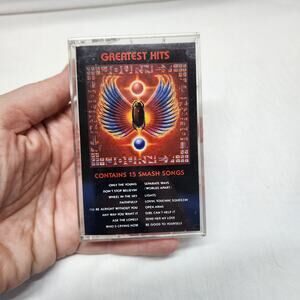 GREATEST HITS
JOURNEY
CONTAINS 15 SMASH SONGS
ONLY THE YOUNG
DON'T STOP BELIEVIN'
WHEEL IN THE SKY
FAITHFULLY
I'LL BE ALRIGHT WITHOUT YOU
ANY WAY YOU WANT IT
ASK THE LONELY
WHO'S CRYING NOW
SEPARATE WAYS
(WORLDS APART)
LIGHTS
LOVIN, TOUCHIN, SQUEEZIN
OPEN ARMS
GIRL CAN'T HELP IT
SEND HER MY LOVE
BE GOOD TO YOURSELF